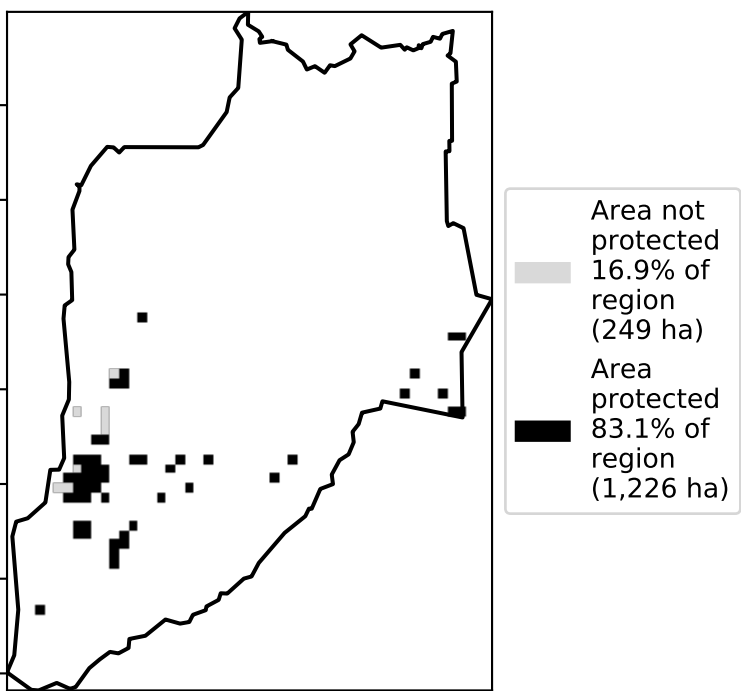 Area not
protected
16.9% of
region
(249 ha)
Area
protected
83.1% of
region
(1,226 ha)